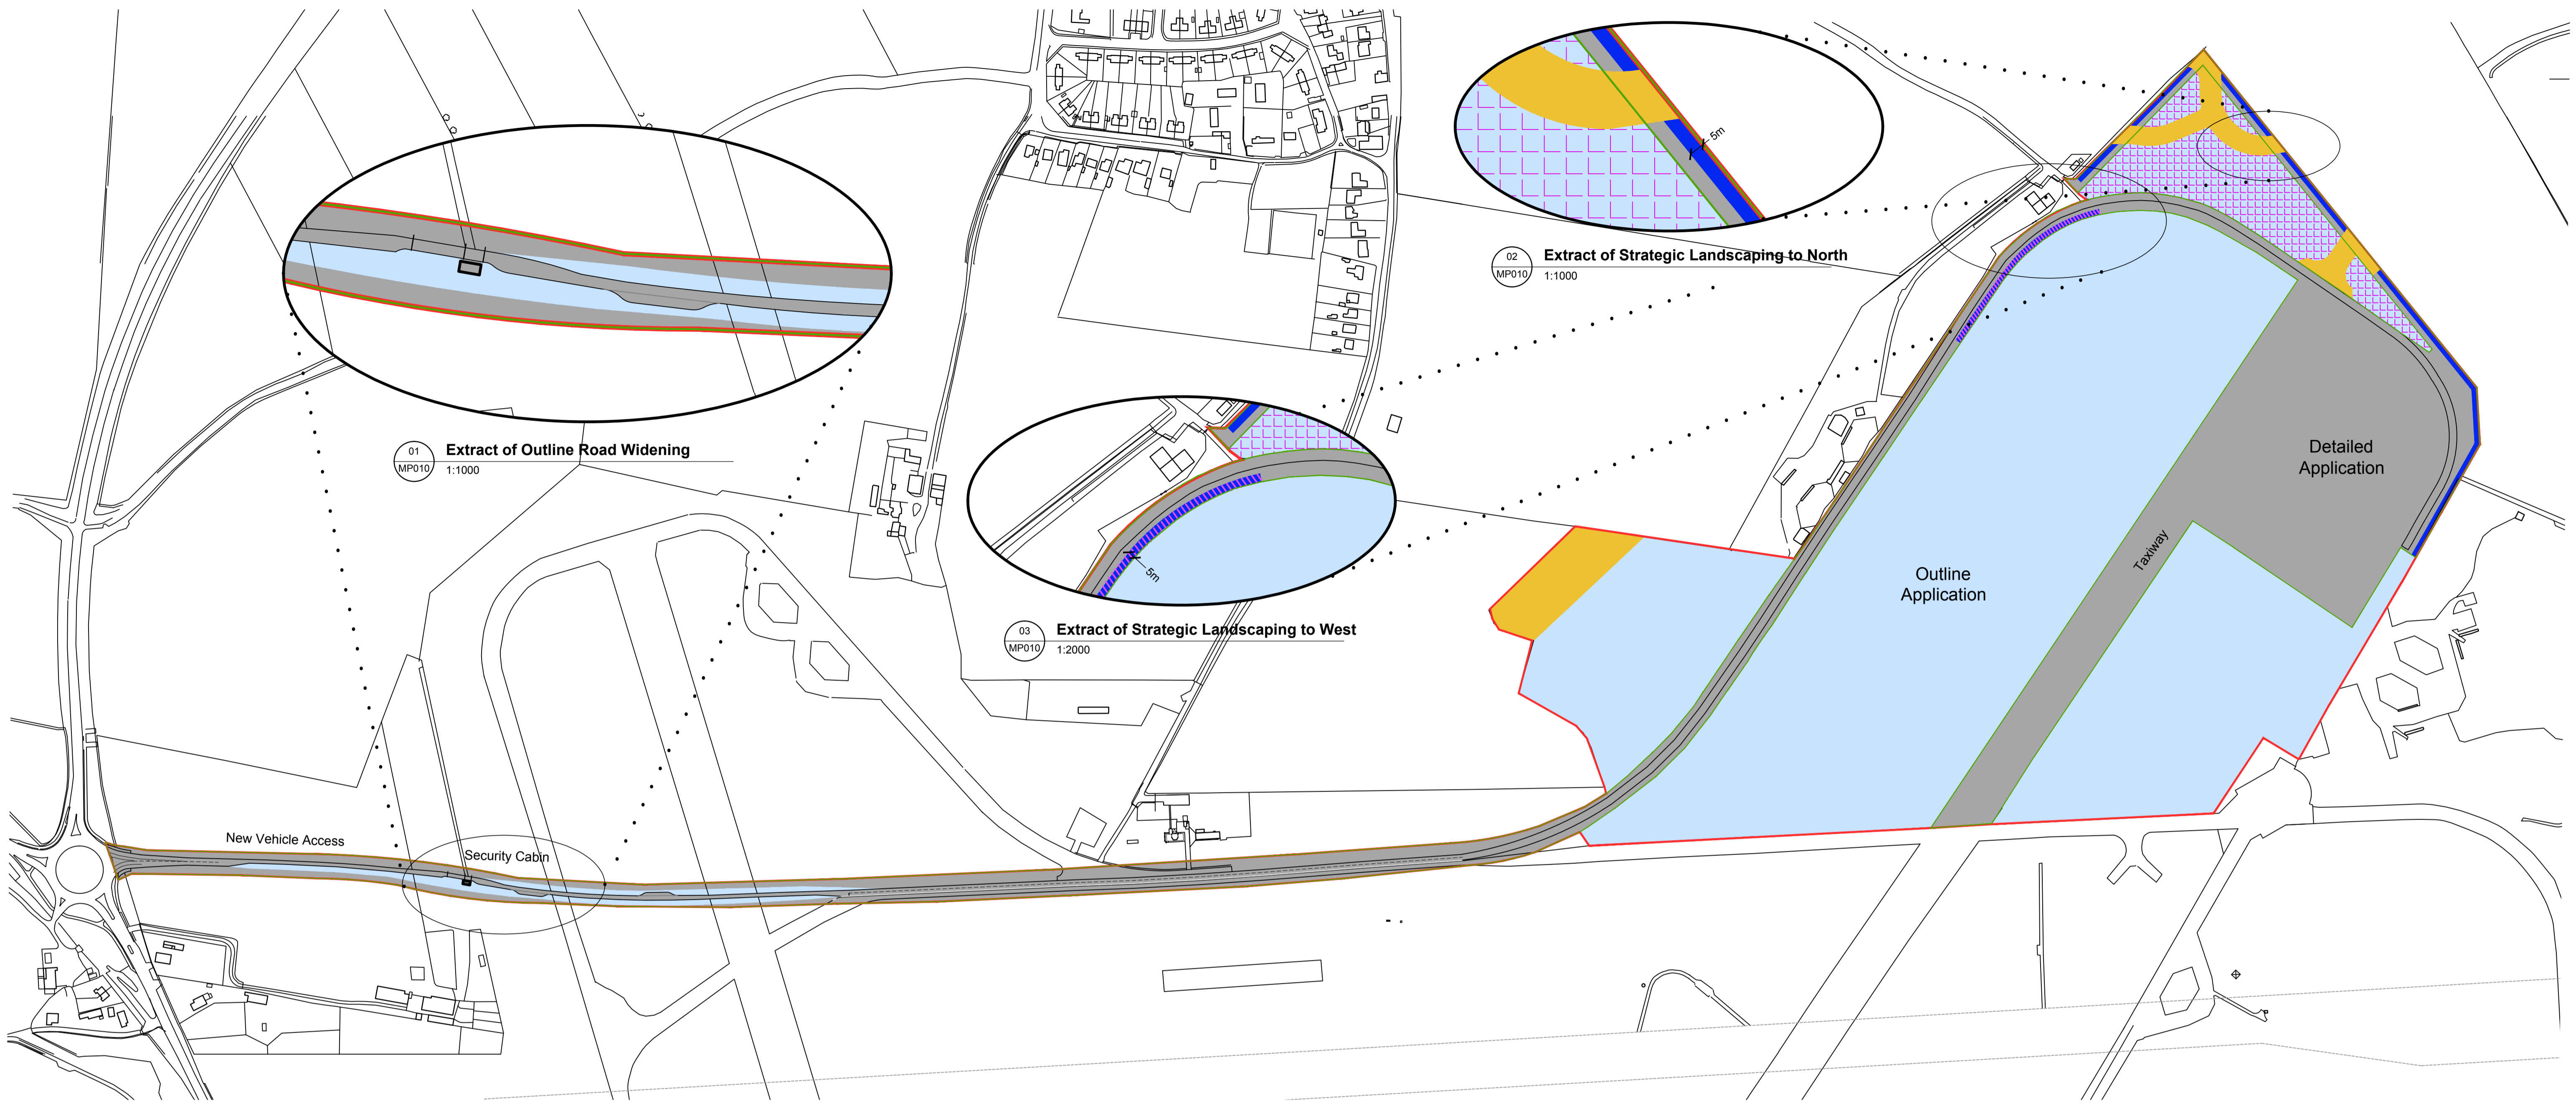 5m
02
MP010
Extract of Strategic Landscaping to North
1:1000
01
MP010
Extract of Outline Road Widening
1:1000
Detailed
Application
5m
Taxiway
Outline
Application
03
MP010
Extract of Strategic Landscaping to West
1:2000
New Vehicle Access
Security Cabin